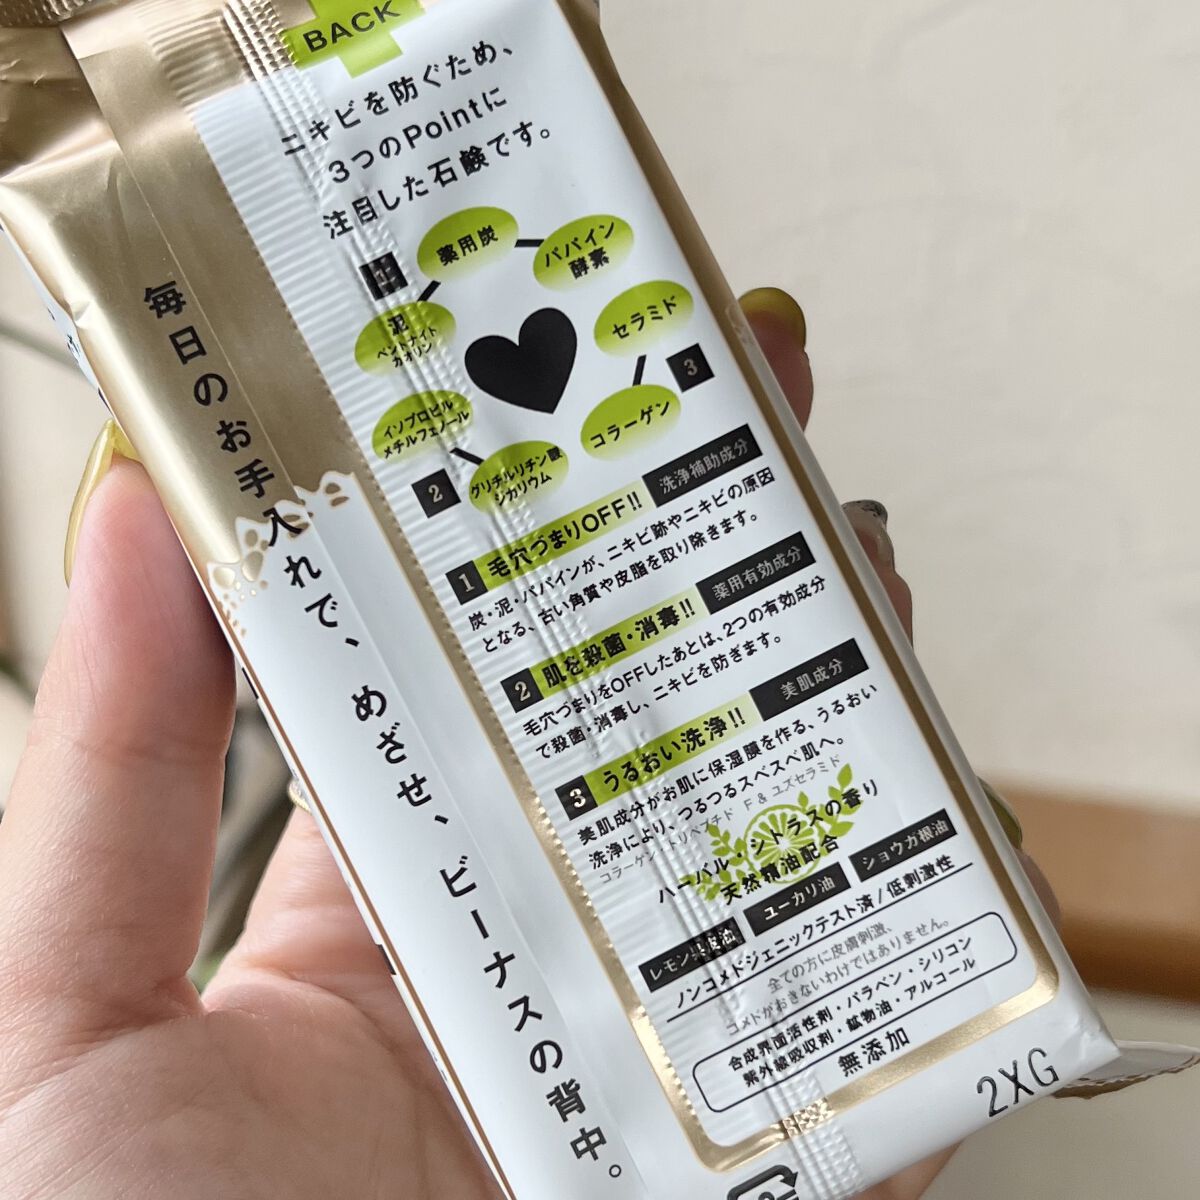 BACK
ニキビを防ぐため、
3つのPointに
注目した石鹸です。
1
薬用炭
パパイン
酵素
泥
ベントナイト
カオリン
セラミド
3
コラーゲン
イソプロピル
メチルフェノール
2
グリチルリチン酸
ジカリウム
1 毛穴づまりOFF!! 洗浄補助成分
炭・泥・パパインが、ニキビ跡やニキビの原因
となる、古い角質や皮脂を取り除きます。
2 肌を殺菌・消毒!! 薬用有効成分
毛穴づまりをOFFしたあとは、2つの有効成分
で殺菌・消毒し、ニキビを防ぎます。
3 うるおい洗浄!! 美肌成分
美肌成分がお肌に保湿膜を作る、うるおい
洗浄により、つるつるスベスベ肌へ。
コラーゲン・トリペプチド F & ユズセラミド
ハーバル・シトラスの香り
天然精油配合
レモン果皮油 ユーカリ油 ショウガ根油
ノンコメドジェニックテスト済/低刺激性
全ての方に皮膚刺激、
コメドがおきないわけではありません。
合成界面活性剤・パラベン・シリコン
紫外線吸収剤・鉱物油・アルコール
無添加
2XG
毎日のお手入れで、めざせ、ビーナスの背中。